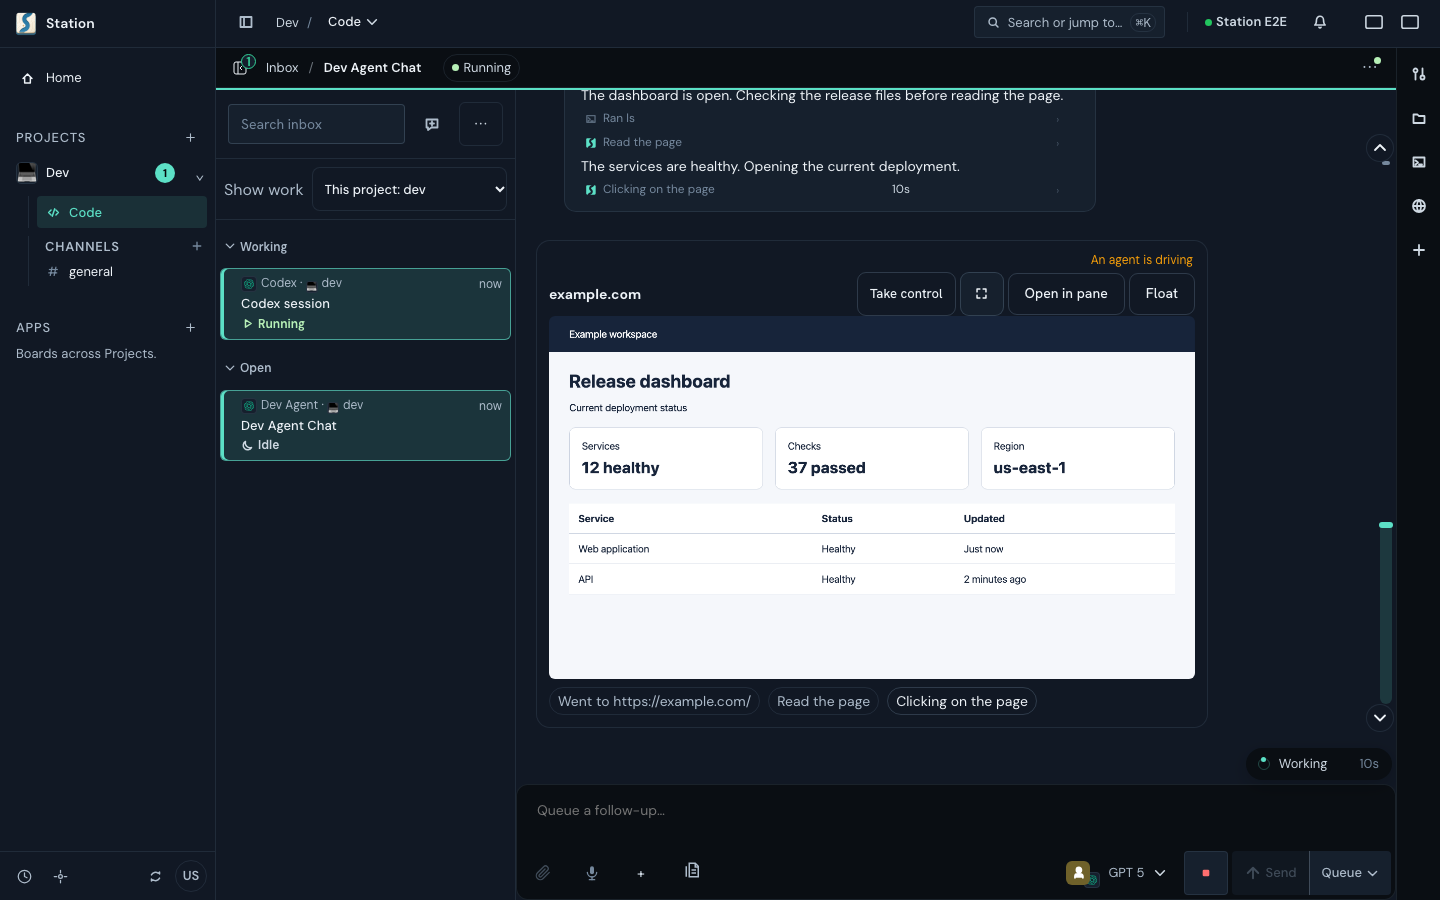 Station
Dev / Code
Search or jump to... ⌘K
Station E2E
Home
1
Inbox / Dev Agent Chat
Running
PROJECTS
Dev
1
Code
CHANNELS
# general
APPS
Boards across Projects.
US
Search inbox
Show work
This project: dev
Working
Codex · dev
now
Codex session
Running
Open
Dev Agent · dev
now
Dev Agent Chat
Idle
The dashboard is open. Checking the release files before reading the page.
Ran ls
Read the page
The services are healthy. Opening the current deployment.
Clicking on the page 10s
An agent is driving
example.com
Take control
Open in pane
Float
Example workspace
Release dashboard
Current deployment status
Services
12 healthy
Checks
37 passed
Region
us-east-1
Service Status Updated
Web application Healthy Just now
API Healthy 2 minutes ago
Went to https://example.com/
Read the page
Clicking on the page
Working 10s
Queue a follow-up...
GPT 5
Send
Queue